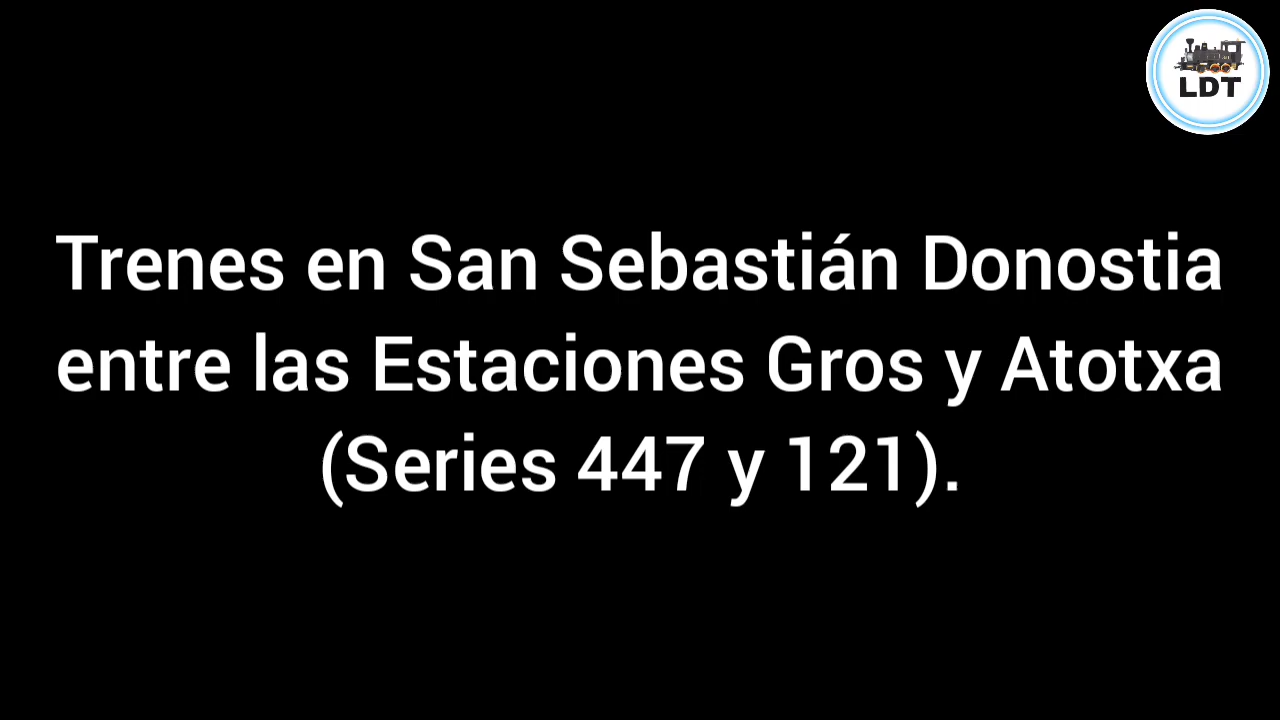 LDT
Trenes en San Sebastián Donostia
entre las Estaciones Gros y Atotxa
(Series 447 y 121).